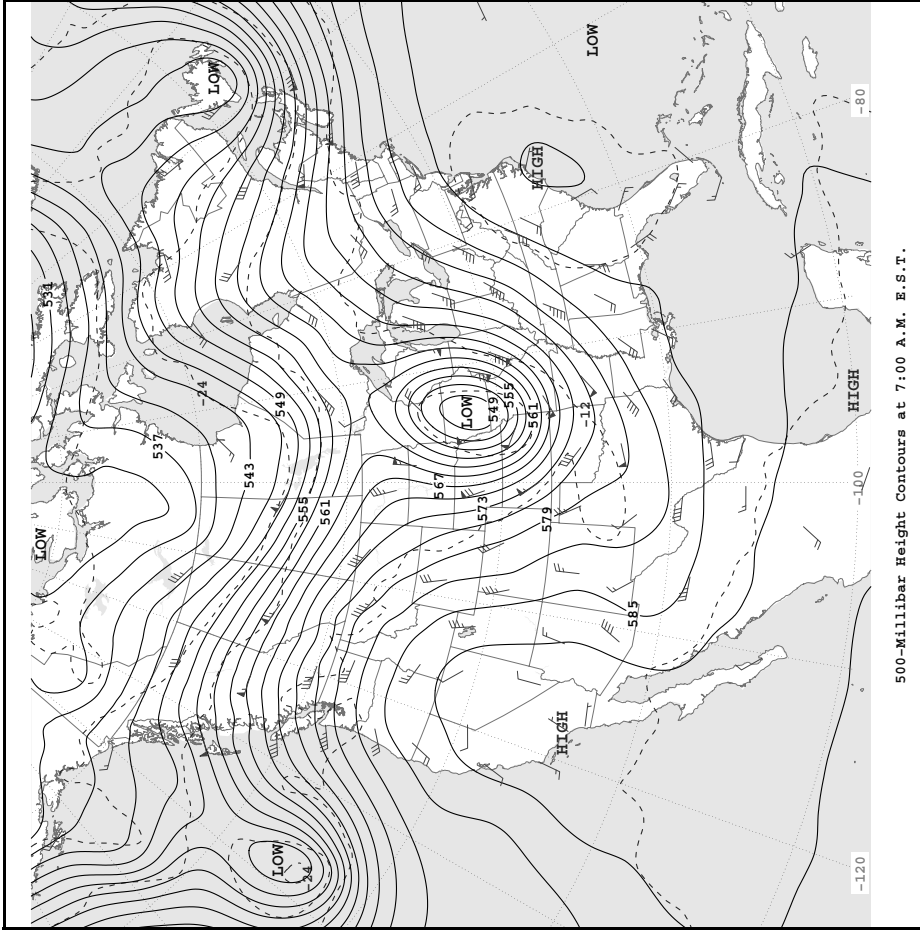 LOW
LOW
534
-80
HIGH
-24
549
LOW
549
555
561
-12
HIGH
537
543
567
573
579
-100
555
561
LOW
585
HIGH
LOW
-24
-120
500-Millibar Height Contours at 7:00 A.M. E.S.T.